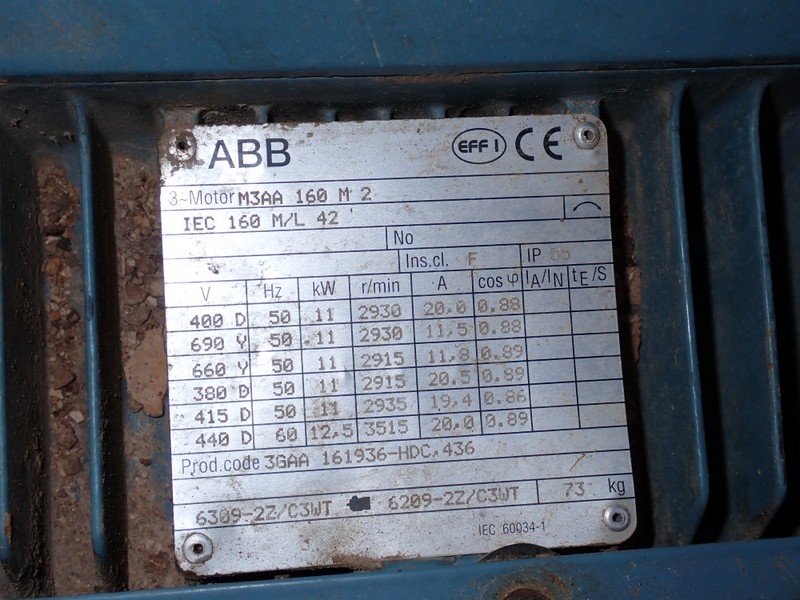 ABB EFF 1 CE
3~Motor M3AA 160 M 2
IEC 160 M/L 42
No
Ins.cl. F IP 55
V Hz kW r/min A cos φ IA/IN tE/S
400 D 50 11 2930 20.0 0.88
690 Y 50 11 2930 11.5 0.88
660 Y 50 11 2915 11.8 0.89
380 D 50 11 2915 20.5 0.89
415 D 50 11 2935 19.4 0.86
440 D 60 12.5 3515 20.0 0.89
Prod.code 3GAA 161936-HDC.436
6309-2Z/C3WT 6209-2Z/C3WT 73 kg
IEC 60034-1